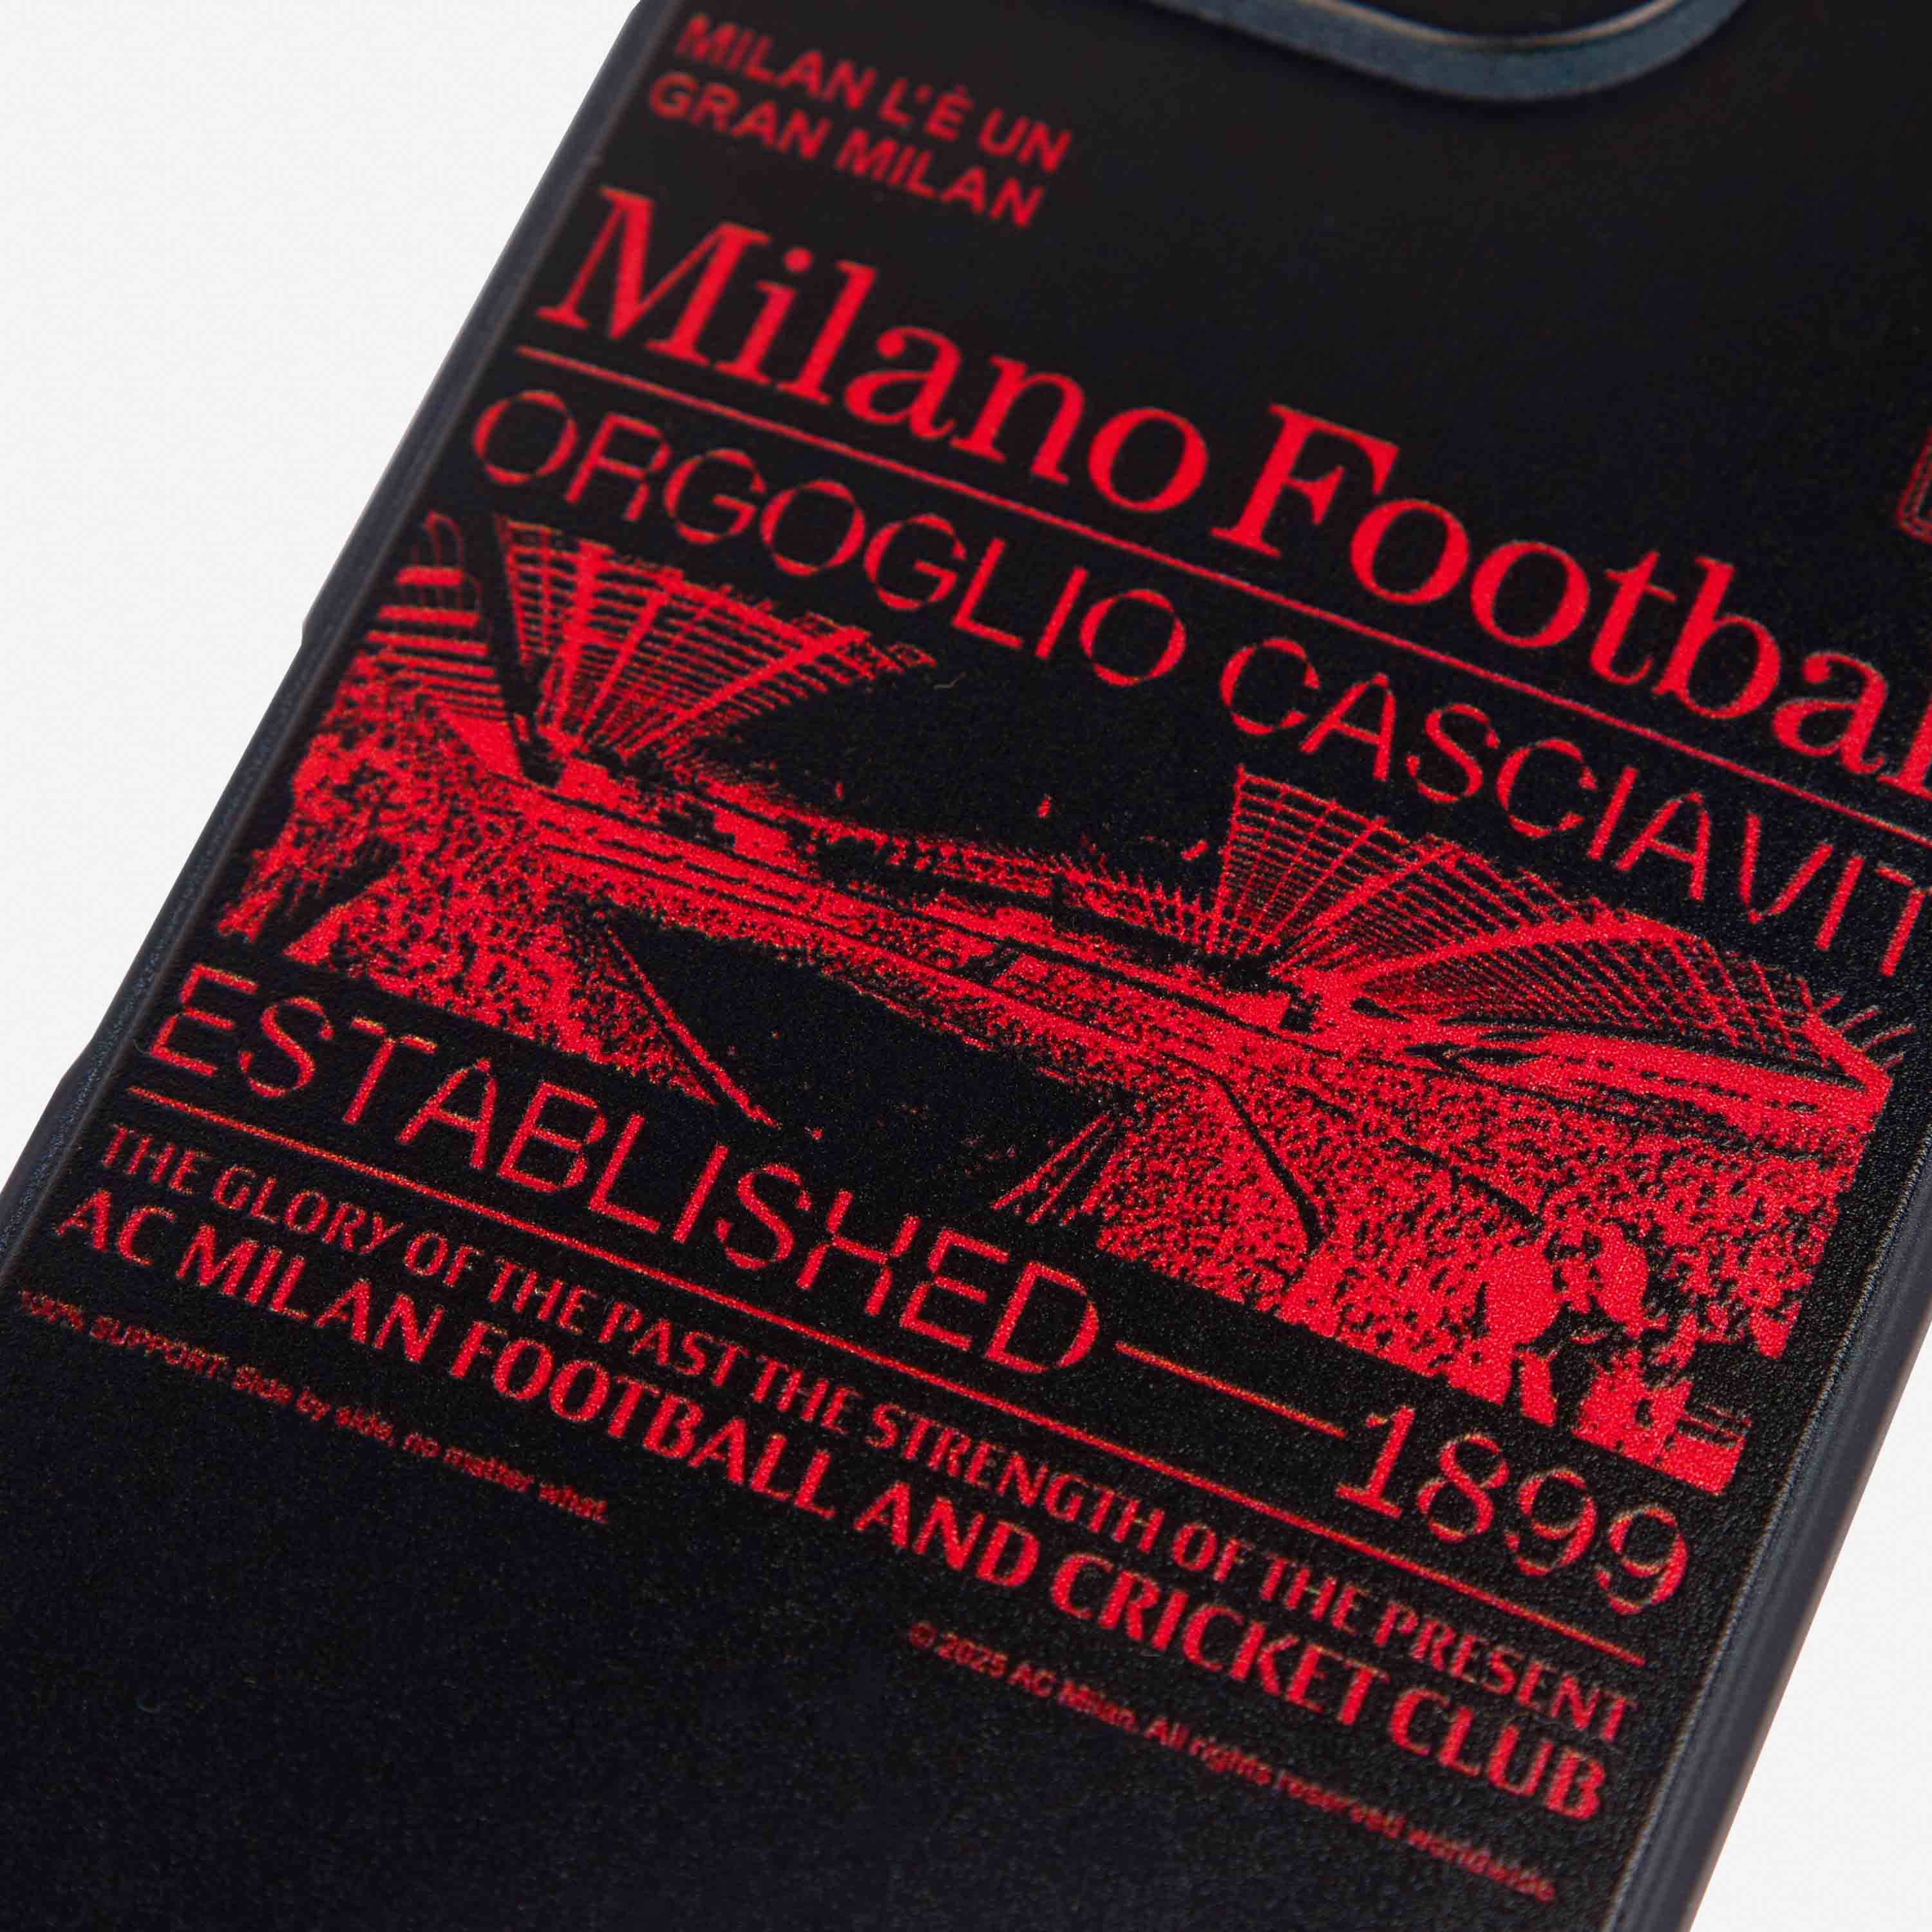 MILAN L'È UN
GRAN MILAN
Milano Footbal
ORGOGLIO CASCIAVIT
ESTABLISHED—1899
THE GLORY OF THE PAST THE STRENGTH OF THE PRESENT
AC MILAN FOOTBALL AND CRICKET CLUB
100% SUPPORT: Side by side, no matter what.
© 2025 AC Milan. All rights reserved worldwide